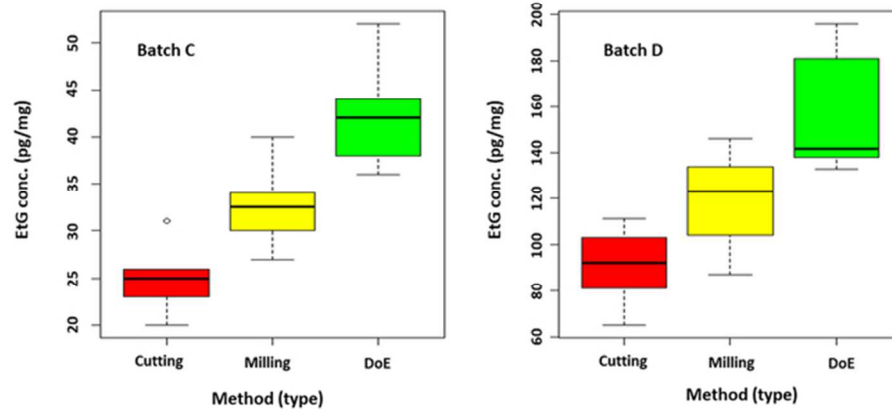 Batch C
EtG conc. (pg/mg)
50
45
40
35
30
25
20
Cutting Milling DoE
Method (type)
Batch D
EtG conc. (pg/mg)
200
180
160
140
120
100
80
60
Cutting Milling DoE
Method (type)